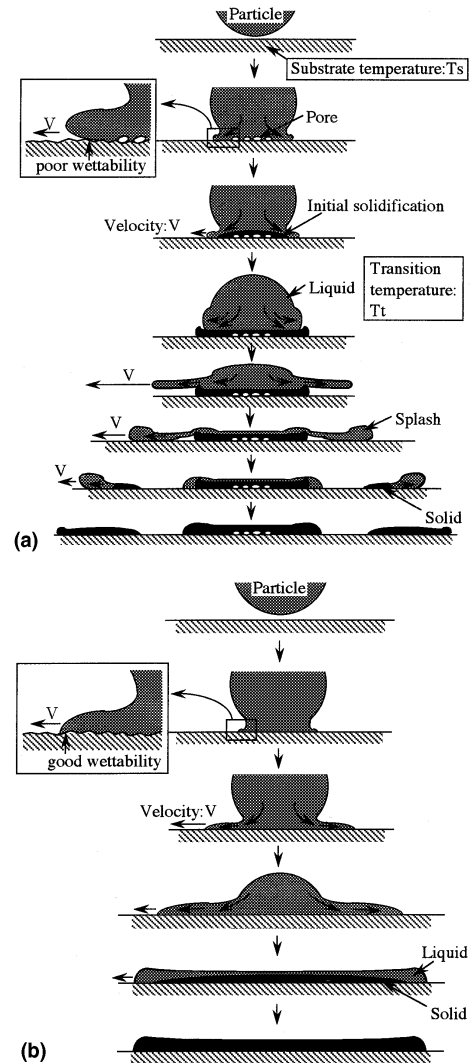 Particle
Substrate temperature:Ts
V
poor wettability
Pore
Velocity:V
Initial solidification
Liquid
Transition
temperature:
Tt
V
V
Splash
V
Solid
(a)
Particle
V
good wettability
Velocity:V
Liquid
Solid
(b)